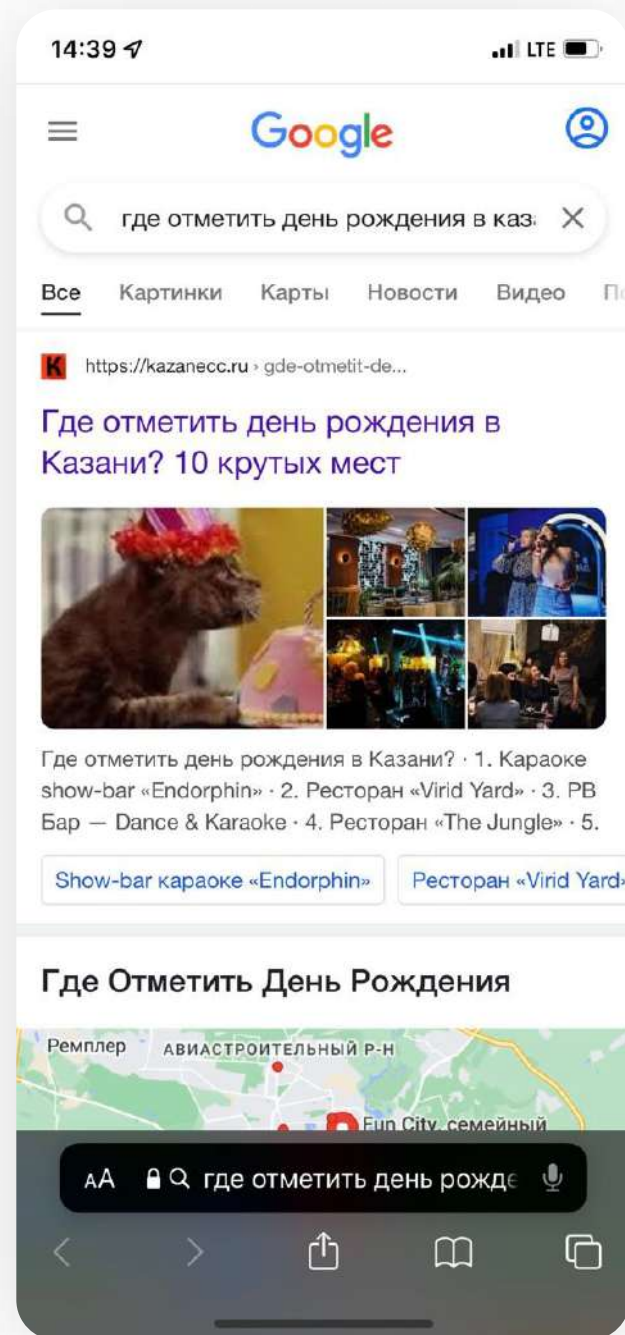 14:39
LTE
Google
где отметить день рождения в каз
Все Картинки Карты Новости Видео
K https://kazanecc.ru › gde-otmetit-de...
Где отметить день рождения в
Казани? 10 крутых мест
Где отметить день рождения в Казани? · 1. Караоке
show-bar «Endorphin» · 2. Ресторан «Virid Yard» · 3. РВ
Бар — Dance & Karaoke · 4. Ресторан «The Jungle» · 5.
Show-bar караоке «Endorphin» Ресторан «Virid Yard»
Где Отметить День Рождения
Ремплер АВИАСТРОИТЕЛЬНЫЙ Р-Н
Fun City, семейный
AA где отметить день рожде